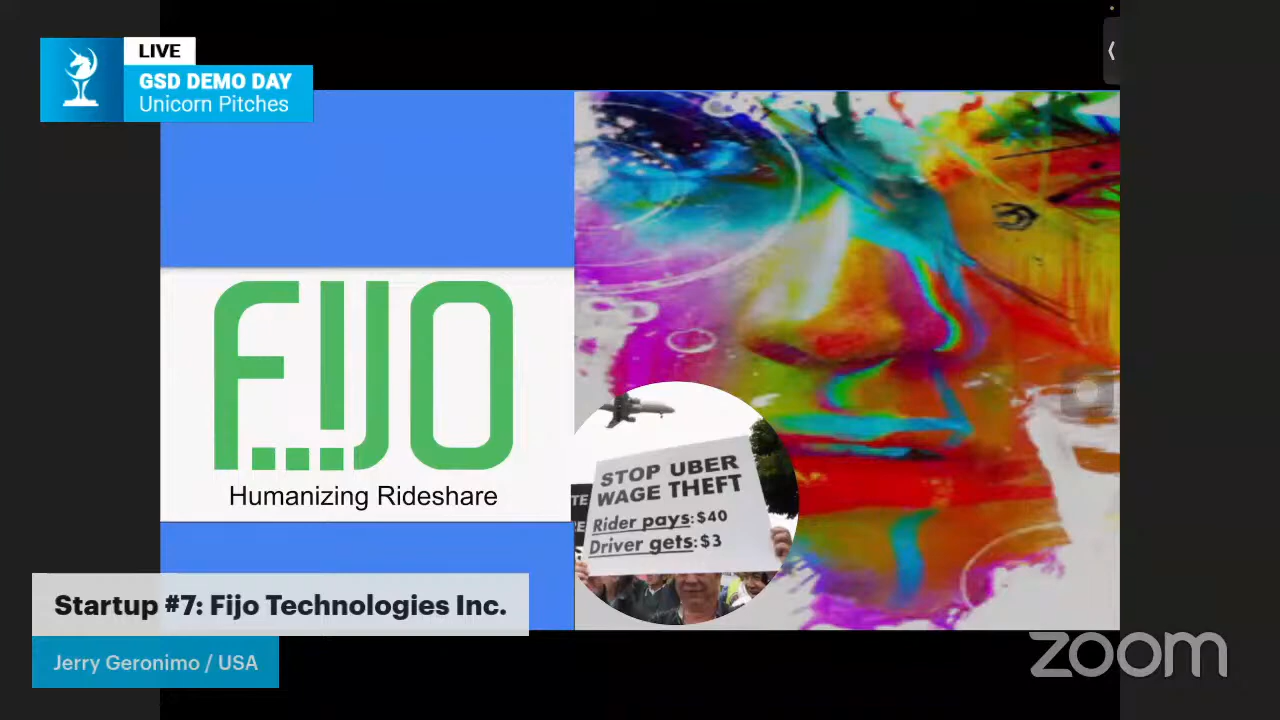 LIVE
GSD DEMO DAY
Unicorn Pitches
FIJO
Humanizing Rideshare
STOP UBER
WAGE THEFT
Rider pays:$40
Driver gets:$3
Startup #7: Fijo Technologies Inc.
Jerry Geronimo / USA
zoom